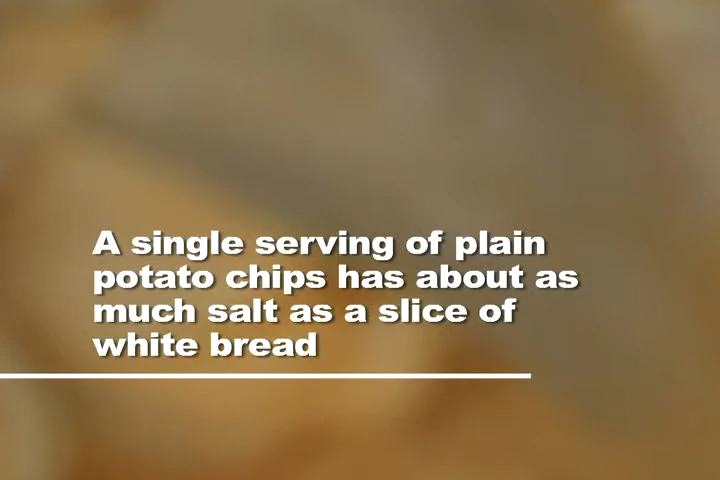 A single serving of plain
potato chips has about as
much salt as a slice of
white bread